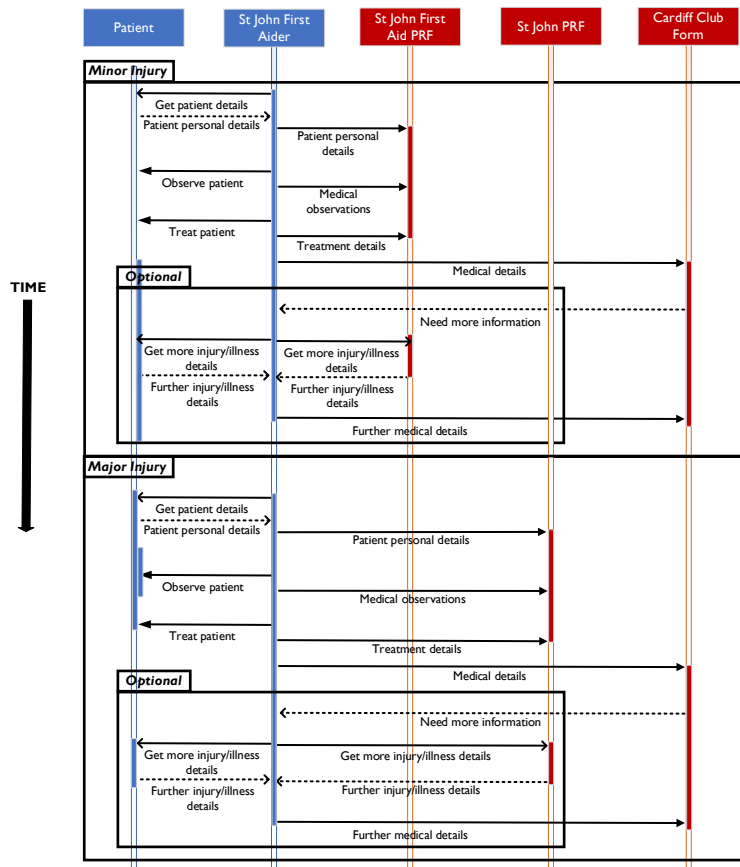 Patient
St John First
Aider
St John First
Aid PRF
St John PRF
Cardiff Club
Form
Minor Injury
Get patient details
Patient personal details
Patient personal
details
Observe patient
Medical
observations
Treat patient
Treatment details
Medical details
Optional
TIME
Need more information
Get more injury/illness
details
Get more injury/illness
details
Further injury/illness
details
Further injury/illness
details
Further medical details
Major Injury
Get patient details
Patient personal details
Patient personal details
Observe patient
Medical observations
Treat patient
Treatment details
Medical details
Optional
Need more information
Get more injury/illness
details
Get more injury/illness details
Further injury/illness
details
Further injury/illness details
Further medical details